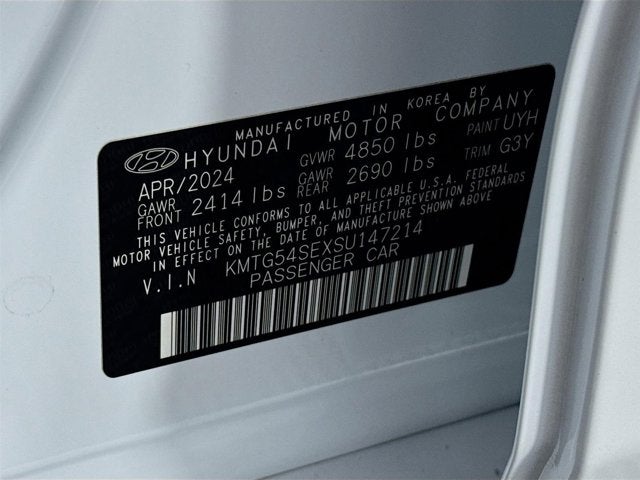 MANUFACTURED IN KOREA BY
HYUNDAI MOTOR COMPANY
APR/2024 GVWR 4850 lbs PAINT UYH
GAWR FRONT 2414 lbs GAWR REAR 2690 lbs TRIM G3Y
THIS VEHICLE CONFORMS TO ALL APPLICABLE U.S.A. FEDERAL
MOTOR VEHICLE SAFETY, BUMPER, AND THEFT PREVENTION STANDARDS
IN EFFECT ON THE DATE OF MANUFACTURE SHOWN ABOVE
V.I.N KMTG54SEXSU147214
PASSENGER CAR